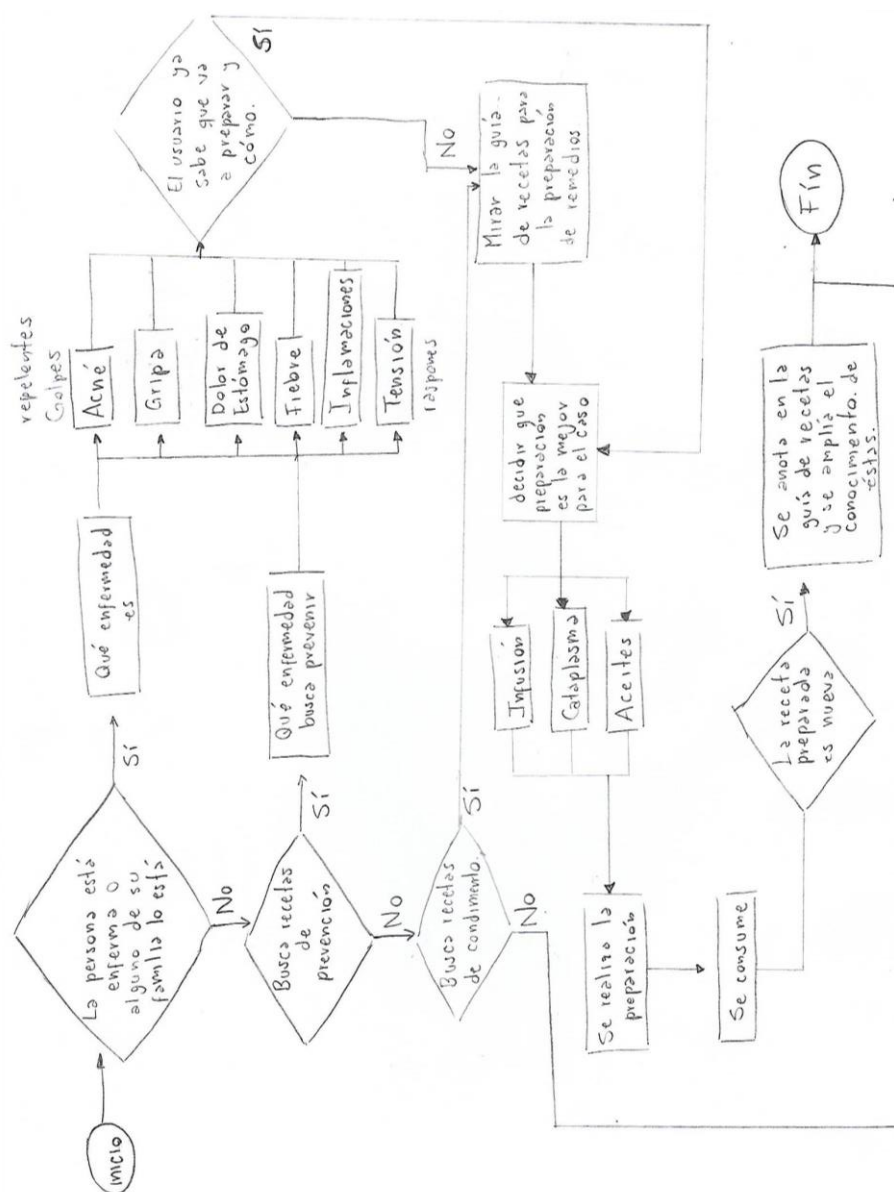 INICIO
La persona está
enferma o
alguno de su
familia lo está
Sí
No
Qué enfermedad
es
Busca recetas
de
prevención
Sí
No
Qué enfermedad
busca prevenir
Busca recetas
de condimento.
Sí
No
repelentes
Golpes
Acné
Gripa
Dolor de
Estómago
Fiebre
Inflamaciones
Tensión
raspones
El usuario ya
sabe que va
a preparar y
cómo.
Sí
No
Mirar la guía
de recetas para
la preparación
de remedios
decidir que
preparación
es la mejor
para el caso
Infusión
Cataplasma
Aceites
Se realiza la
preparación
Se consume
La receta
preparada
es nueva
Sí
Se anota en la
guía de recetas
y se amplía el
conocimiento de
éstas.
Fín